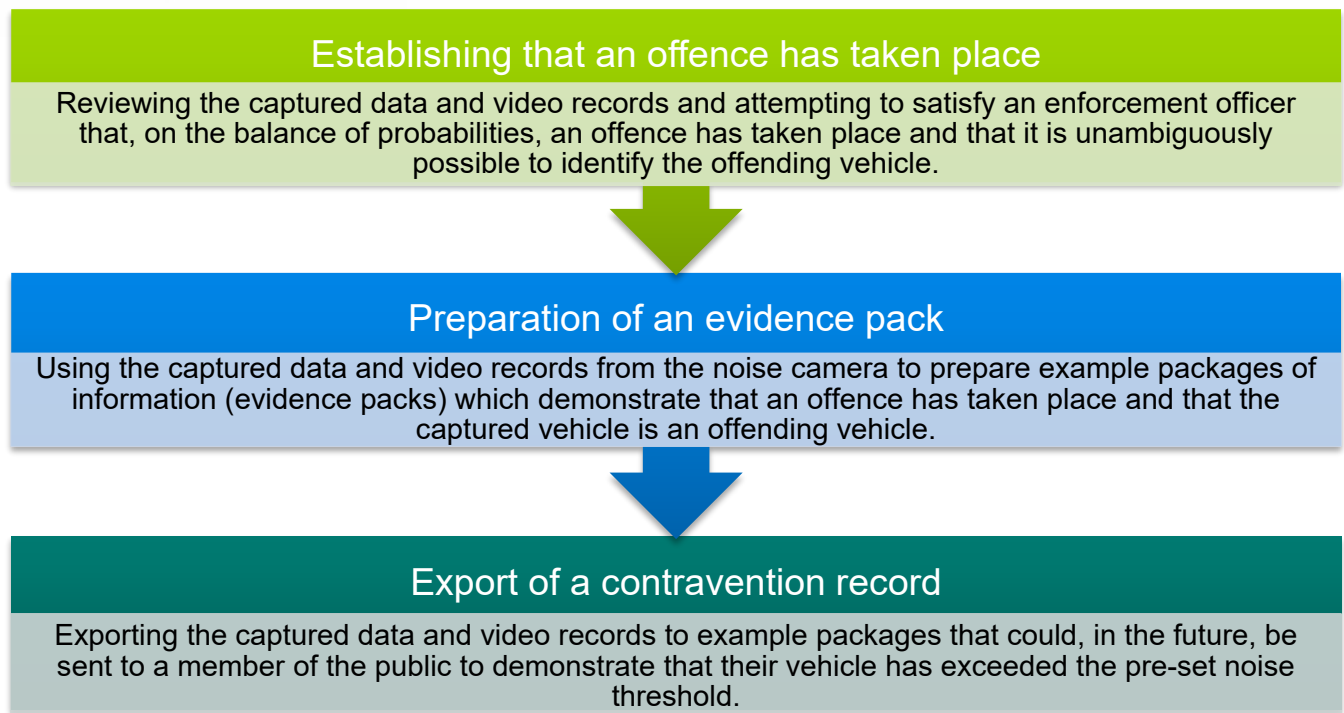 Establishing that an offence has taken place
Reviewing the captured data and video records and attempting to satisfy an enforcement officer
that, on the balance of probabilities, an offence has taken place and that it is unambiguously
possible to identify the offending vehicle.
Preparation of an evidence pack
Using the captured data and video records from the noise camera to prepare example packages of
information (evidence packs) which demonstrate that an offence has taken place and that the
captured vehicle is an offending vehicle.
Export of a contravention record
Exporting the captured data and video records to example packages that could, in the future, be
sent to a member of the public to demonstrate that their vehicle has exceeded the pre-set noise
threshold.